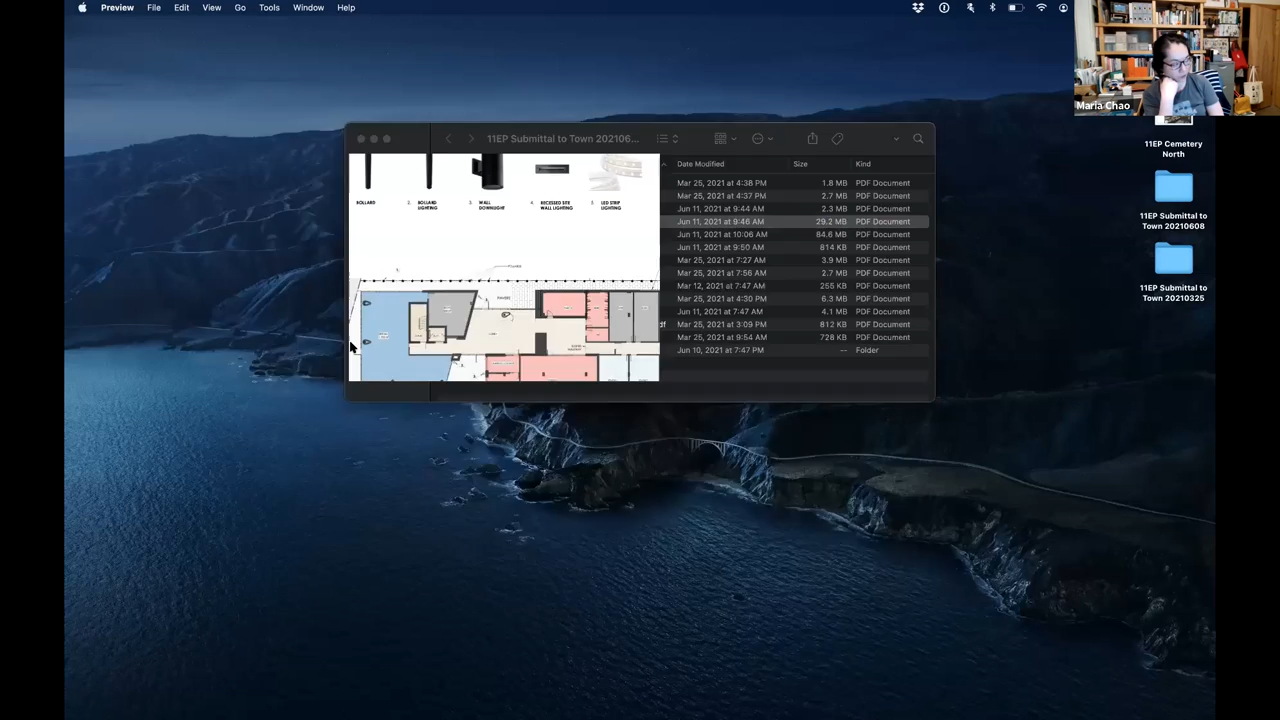 Preview File Edit View Go Tools Window Help
Maria Chao
11EP Cemetery
North
11EP Submittal to
Town 20210608
11EP Submittal to
Town 20210325
11EP Submittal to Town 202106...
Date Modified Size Kind
Mar 25, 2021 at 4:38 PM 1.8 MB PDF Document
Mar 25, 2021 at 4:37 PM 2.7 MB PDF Document
Jun 11, 2021 at 9:44 AM 2.3 MB PDF Document
Jun 11, 2021 at 9:46 AM 29.2 MB PDF Document
Jun 11, 2021 at 10:06 AM 84.6 MB PDF Document
Jun 11, 2021 at 9:50 AM 814 KB PDF Document
Mar 25, 2021 at 7:27 AM 3.9 MB PDF Document
Mar 25, 2021 at 7:56 AM 2.7 MB PDF Document
Mar 12, 2021 at 7:47 AM 255 KB PDF Document
Mar 25, 2021 at 4:30 PM 6.3 MB PDF Document
Jun 11, 2021 at 7:47 AM 4.1 MB PDF Document
df Mar 25, 2021 at 3:09 PM 812 KB PDF Document
Mar 25, 2021 at 9:54 AM 728 KB PDF Document
Jun 10, 2021 at 7:47 PM -- Folder
BOLLARD
2. BOLLARD
LIGHTING
3. WALL
DOWNLIGHT
4. RECESSED SITE
WALL LIGHTING
5 LED STRIP
LIGHTING
PAVERS